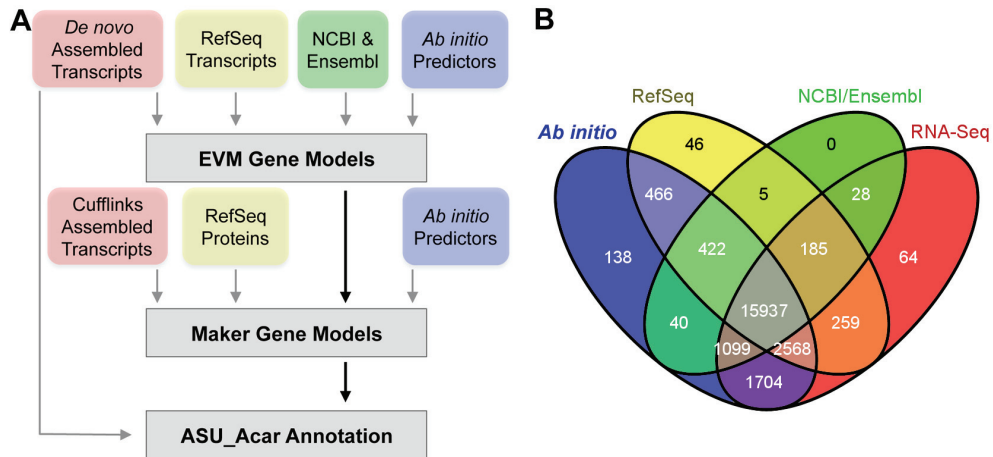 A
De novo
Assembled
Transcripts
RefSeq
Transcripts
NCBI &
Ensembl
Ab initio
Predictors
EVM Gene Models
Cufflinks
Assembled
Transcripts
RefSeq
Proteins
Ab initio
Predictors
Maker Gene Models
ASU_Acar Annotation
B
RefSeq
NCBI/Ensembl
Ab initio
RNA-Seq
46
0
466
5
28
138
422
185
64
15937
40
259
1099
2568
1704